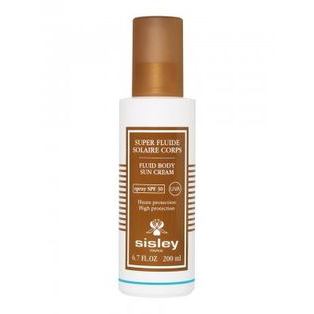 SUPER FLUIDE
SOLAIRE CORPS
FLUID BODY
SUN CREAM
spray SPF 30 UVA
Haute protection
High protection
sisley
PARIS
6.7 FL.OZ 200 ml